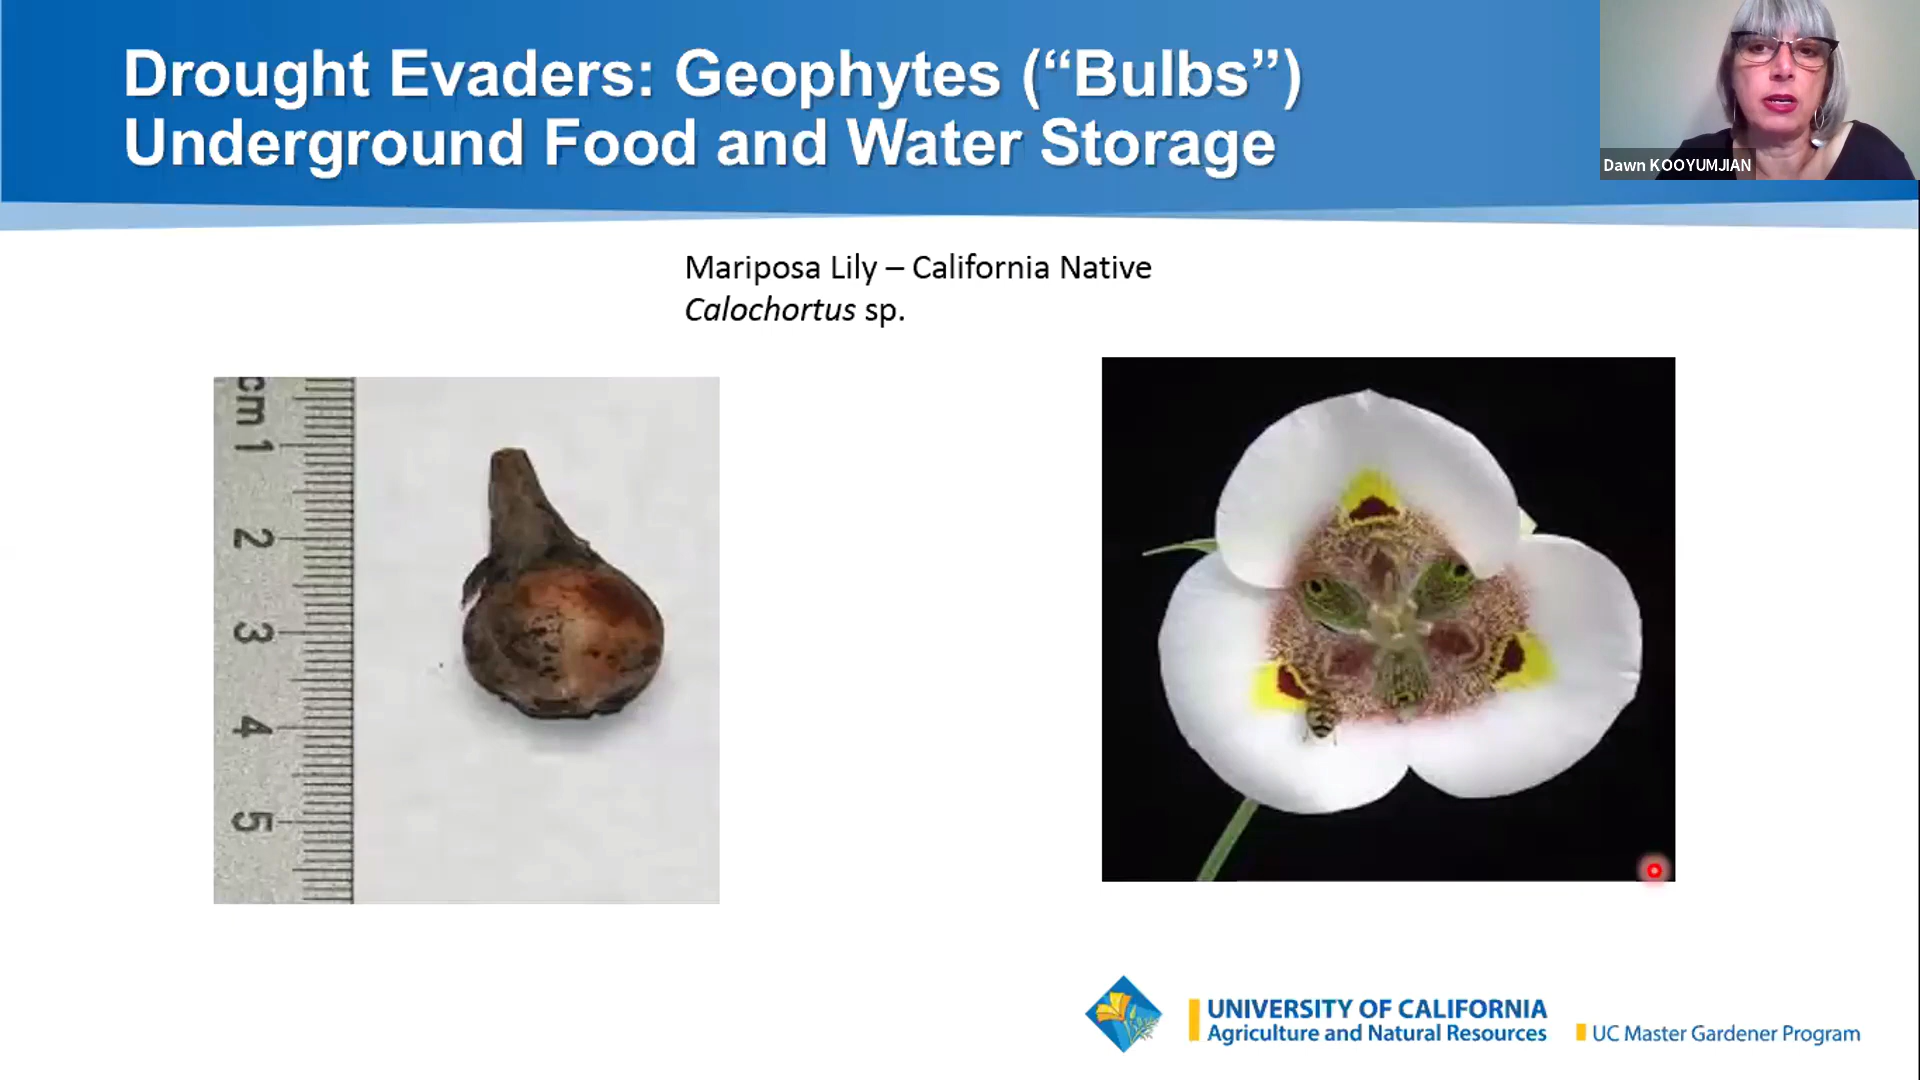 Drought Evaders: Geophytes (“Bulbs”)
Underground Food and Water Storage
Dawn KOOYUMJIAN
Mariposa Lily – California Native
Calochortus sp.
cm 1
2
3
4
5
UNIVERSITY OF CALIFORNIA
Agriculture and Natural Resources
UC Master Gardener Program